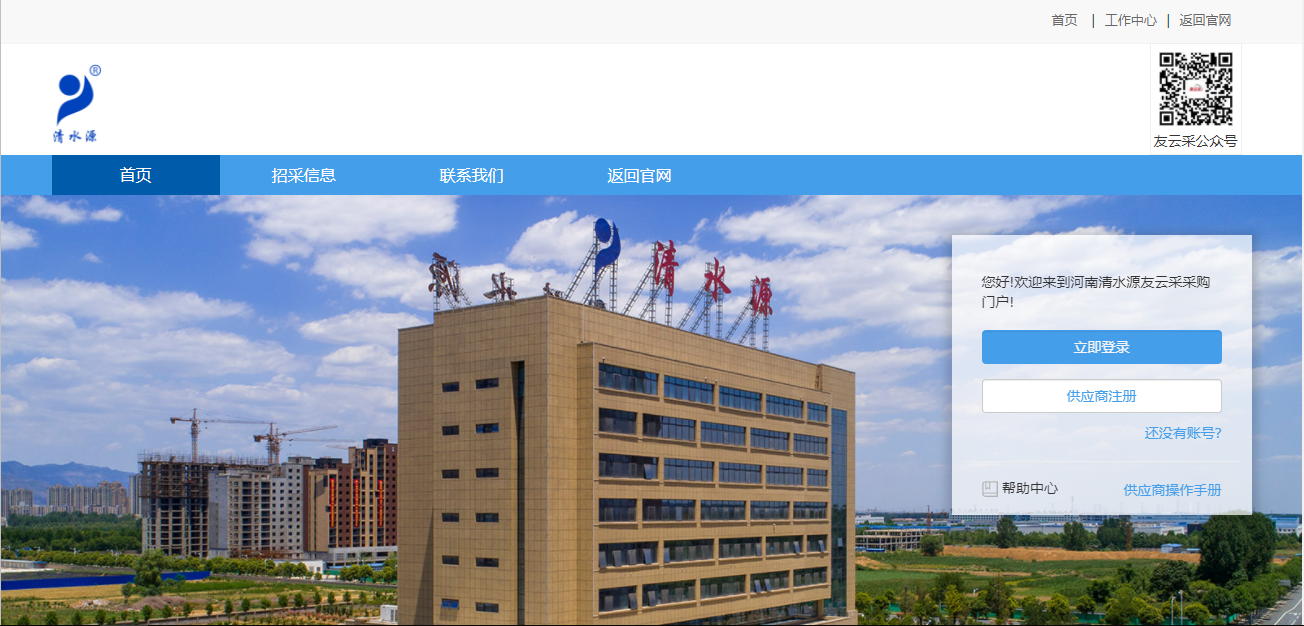 首页 | 工作中心 | 返回官网
®
清水源
友云采公众号
首页 招采信息 联系我们 返回官网
清水源
您好!欢迎来到河南清水源友云采采购
门户!
立即登录
供应商注册
还没有账号?
帮助中心 供应商操作手册